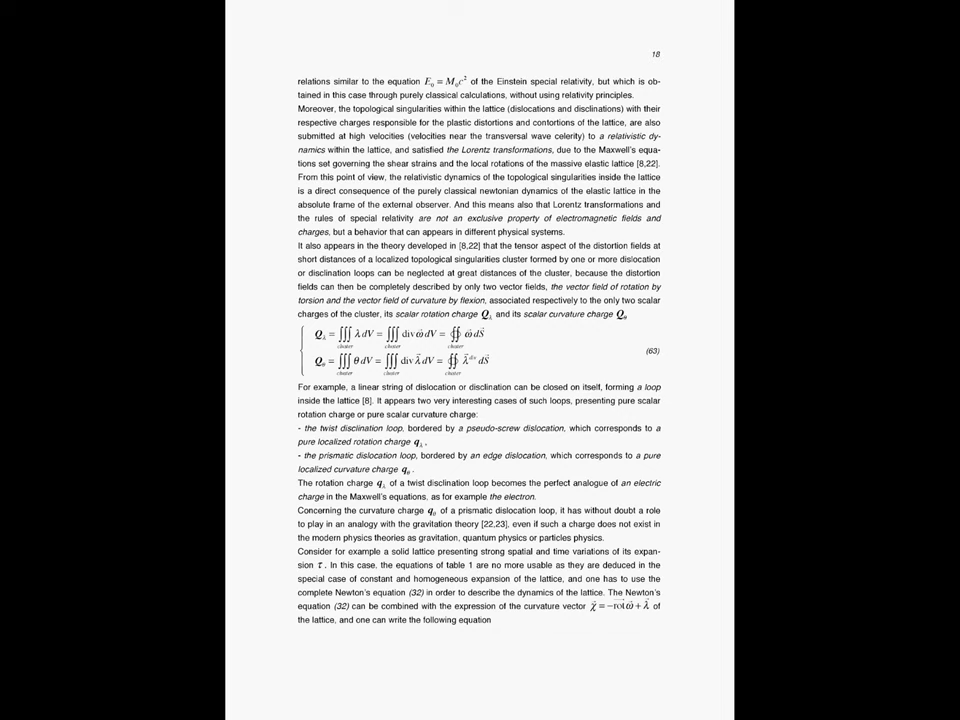 18
relations similar to the equation E₀ = M₀c² of the Einstein special relativity, but which is ob-
tained in this case through purely classical calculations, without using relativity principles.
Moreover, the topological singularities within the lattice (dislocations and disclinations) with their
respective charges responsible for the plastic distortions and contortions of the lattice, are also
submitted at high velocities (velocities near the transversal wave celerity) to a relativistic dy-
namics within the lattice, and satisfied the Lorentz transformations, due to the Maxwell's equa-
tions set governing the shear strains and the local rotations of the massive elastic lattice [8,22].
From this point of view, the relativistic dynamics of the topological singularities inside the lattice
is a direct consequence of the purely classical newtonian dynamics of the elastic lattice in the
absolute frame of the external observer. And this means also that Lorentz transformations and
the rules of special relativity are not an exclusive property of electromagnetic fields and
charges, but a behavior that can appears in different physical systems.
It also appears in the theory developed in [8,22] that the tensor aspect of the distortion fields at
short distances of a localized topological singularities cluster formed by one or more dislocation
or disclination loops can be neglected at great distances of the cluster, because the distortion
fields can then be completely described by only two vector fields, the vector field of rotation by
torsion and the vector field of curvature by flexion, associated respectively to the only two scalar
charges of the cluster, its scalar rotation charge Q_λ and its scalar curvature charge Q_θ
Q_λ = ∭_cluster λ dV = ∭_cluster div ω⃗ dV = ∯_cluster ω⃗ dS⃗
Q_θ = ∭_cluster θ dV = ∭_cluster div λ⃗ dV = ∯_cluster λ⃗^div dS⃗
(63)
For example, a linear string of dislocation or disclination can be closed on itself, forming a loop
inside the lattice [8]. It appears two very interesting cases of such loops, presenting pure scalar
rotation charge or pure scalar curvature charge:
- the twist disclination loop, bordered by a pseudo-screw dislocation, which corresponds to a
pure localized rotation charge q_λ ,
- the prismatic dislocation loop, bordered by an edge dislocation, which corresponds to a pure
localized curvature charge q_θ .
The rotation charge q_λ of a twist disclination loop becomes the perfect analogue of an electric
charge in the Maxwell's equations, as for example the electron.
Concerning the curvature charge q_θ of a prismatic dislocation loop, it has without doubt a role
to play in an analogy with the gravitation theory [22,23], even if such a charge does not exist in
the modern physics theories as gravitation, quantum physics or particles physics.
Consider for example a solid lattice presenting strong spatial and time variations of its expan-
sion τ . In this case, the equations of table 1 are no more usable as they are deduced in the
special case of constant and homogeneous expansion of the lattice, and one has to use the
complete Newton's equation (32) in order to describe the dynamics of the lattice. The Newton's
equation (32) can be combined with the expression of the curvature vector χ⃗ = −rot ω⃗ + λ⃗ of
the lattice, and one can write the following equation